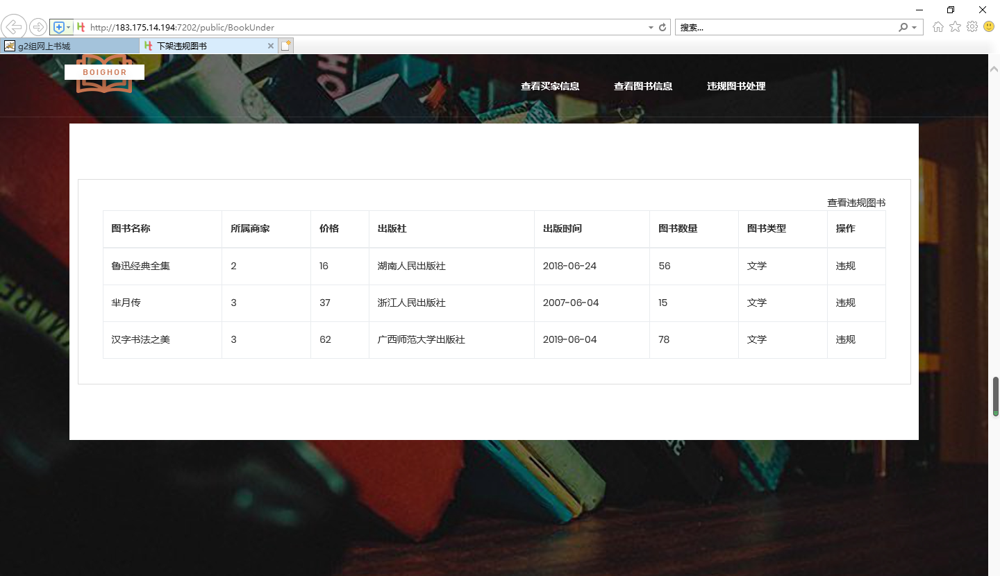 http://183.175.14.194:7202/public/BookUnder
搜索...
g2组网上书城
下架违规图书
BOIGHOR
查看买家信息 查看图书信息 违规图书处理
查看违规图书
图书名称 所属商家 价格 出版社 出版时间 图书数量 图书类型 操作
鲁迅经典全集 2 16 湖南人民出版社 2018-06-24 56 文学 违规
芈月传 3 37 浙江人民出版社 2007-06-04 15 文学 违规
汉字书法之美 3 62 广西师范大学出版社 2019-06-04 78 文学 违规